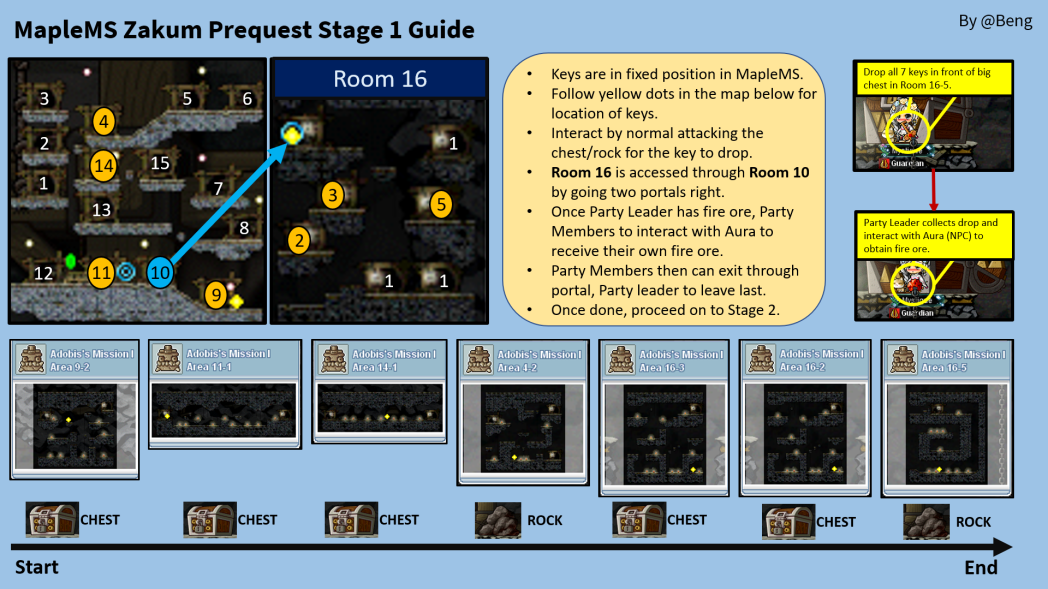 MapleMS Zakum Prequest Stage 1 Guide
By @Beng
3
4
5
6
2
14
15
1
7
13
8
12
11
10
9
Room 16
1
3
5
2
1
1
• Keys are in fixed position in MapleMS.
• Follow yellow dots in the map below for
location of keys.
• Interact by normal attacking the
chest/rock for the key to drop.
• Room 16 is accessed through Room 10
by going two portals right.
• Once Party Leader has fire ore, Party
Members to interact with Aura to
receive their own fire ore.
• Party Members then can exit through
portal, Party leader to leave last.
• Once done, proceed on to Stage 2.
Drop all 7 keys in front of big
chest in Room 16-5.
Guardian
Party Leader collects drop and
interact with Aura (NPC) to
obtain fire ore.
Guardian
Adobis's Mission I
Area 9-2
Adobis's Mission I
Area 11-1
Adobis's Mission I
Area 14-1
Adobis's Mission I
Area 4-2
Adobis's Mission I
Area 16-3
Adobis's Mission I
Area 16-2
Adobis's Mission I
Area 16-5
CHEST
CHEST
CHEST
ROCK
CHEST
CHEST
ROCK
Start
End